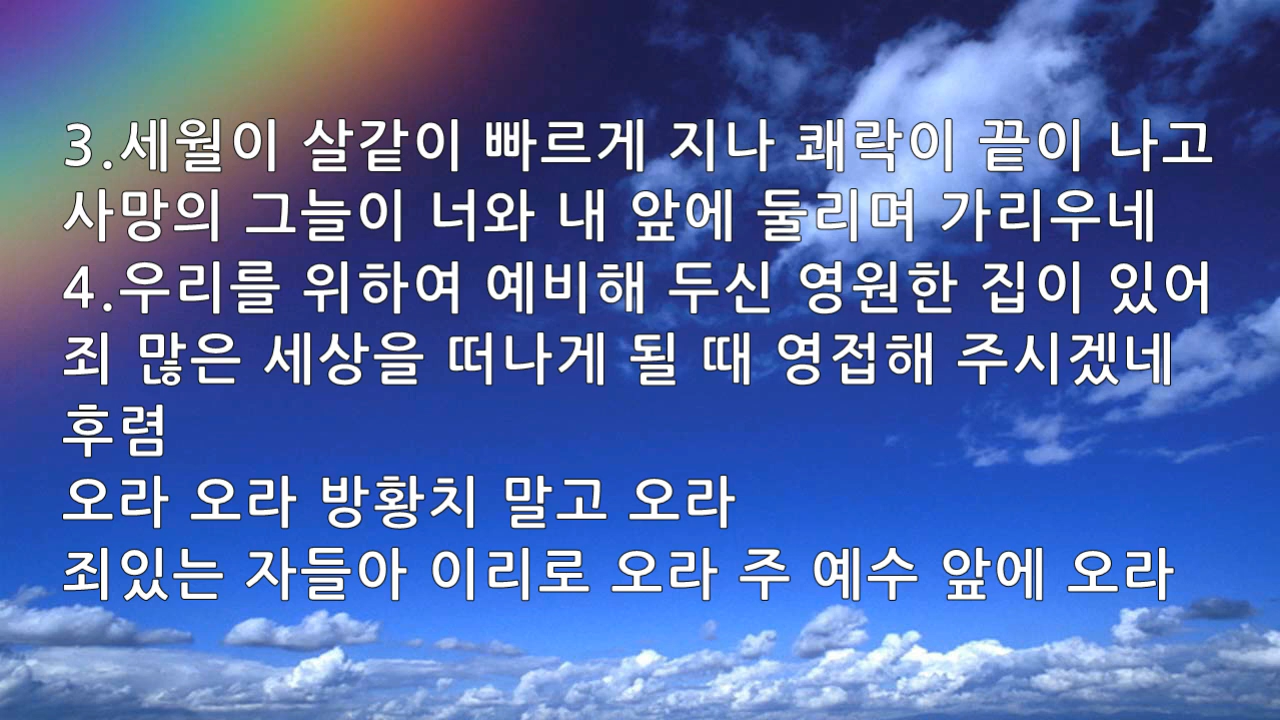 3.세월이 살같이 빠르게 지나 쾌락이 끝이 나고
사망의 그늘이 너와 내 앞에 둘리며 가리우네
4.우리를 위하여 예비해 두신 영원한 집이 있어
죄 많은 세상을 떠나게 될 때 영접해 주시겠네
후렴
오라 오라 방황치 말고 오라
죄있는 자들아 이리로 오라 주 예수 앞에 오라